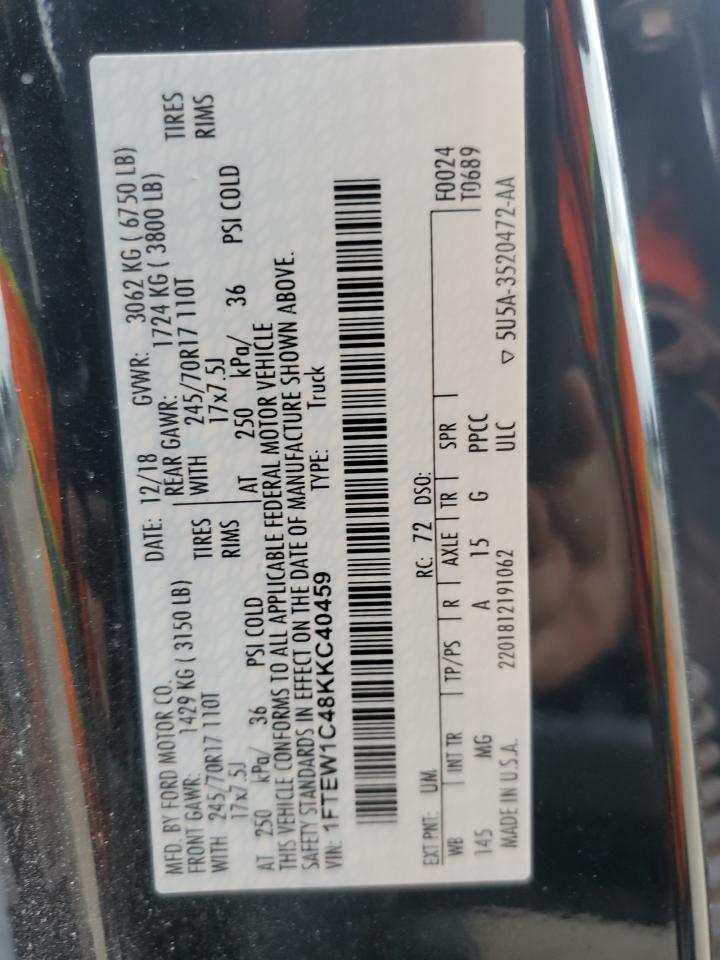 MFD. BY FORD MOTOR CO. DATE: 12/18 GVWR: 3062 KG ( 6750 LB)
FRONT GAWR: 1429 KG ( 3150 LB) REAR GAWR: 1724 KG ( 3800 LB)
WITH 245/70R17 110T TIRES WITH 245/70R17 110T TIRES
17x7.5J RIMS 17x7.5J RIMS
AT 250 kPa/ 36 PSI COLD AT 250 kPa/ 36 PSI COLD
THIS VEHICLE CONFORMS TO ALL APPLICABLE FEDERAL MOTOR VEHICLE
SAFETY STANDARDS IN EFFECT ON THE DATE OF MANUFACTURE SHOWN ABOVE.
VIN: 1FTEW1C48KKC40459 TYPE: Truck
EXT PNT: UM RC: 72 DSO: F0024
WB INT TR TP/PS R AXLE TR SPR T0689
145 MG A 15 G PPCC
MADE IN U.S.A. 2201812191062 ULC ▽ 5U5A-3520472-AA